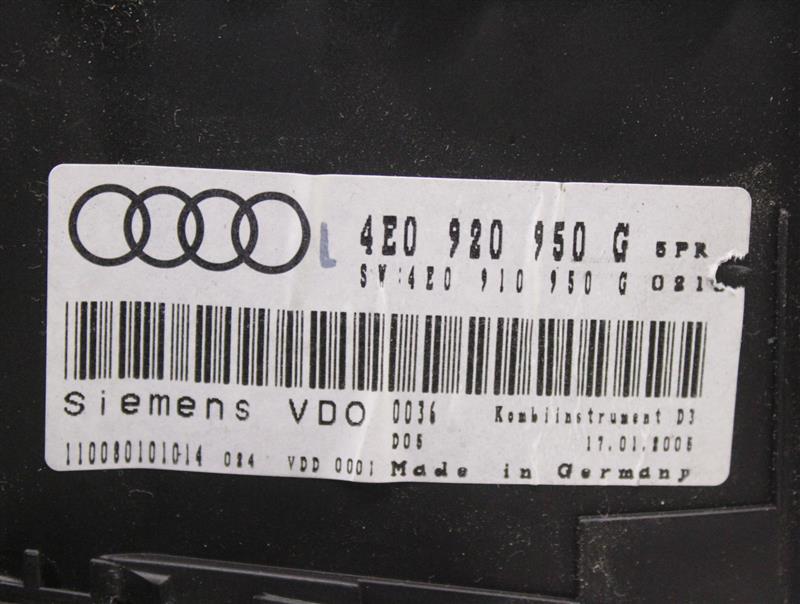 L 4E0 920 950 G 5PR
SW:4E0 910 950 G 021
Siemens VDO 0036 Kombiinstrument D3
D05 17.01.2005
110080101014 024 VDD 0001 Made in Germany